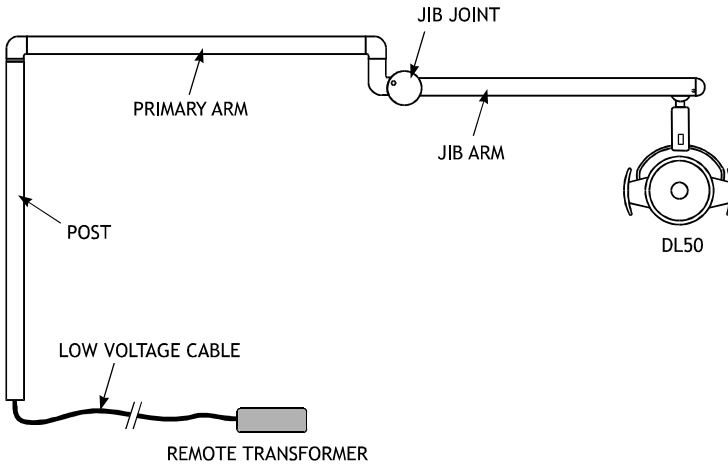 JIB JOINT
PRIMARY ARM
JIB ARM
POST
DL50
LOW VOLTAGE CABLE
REMOTE TRANSFORMER